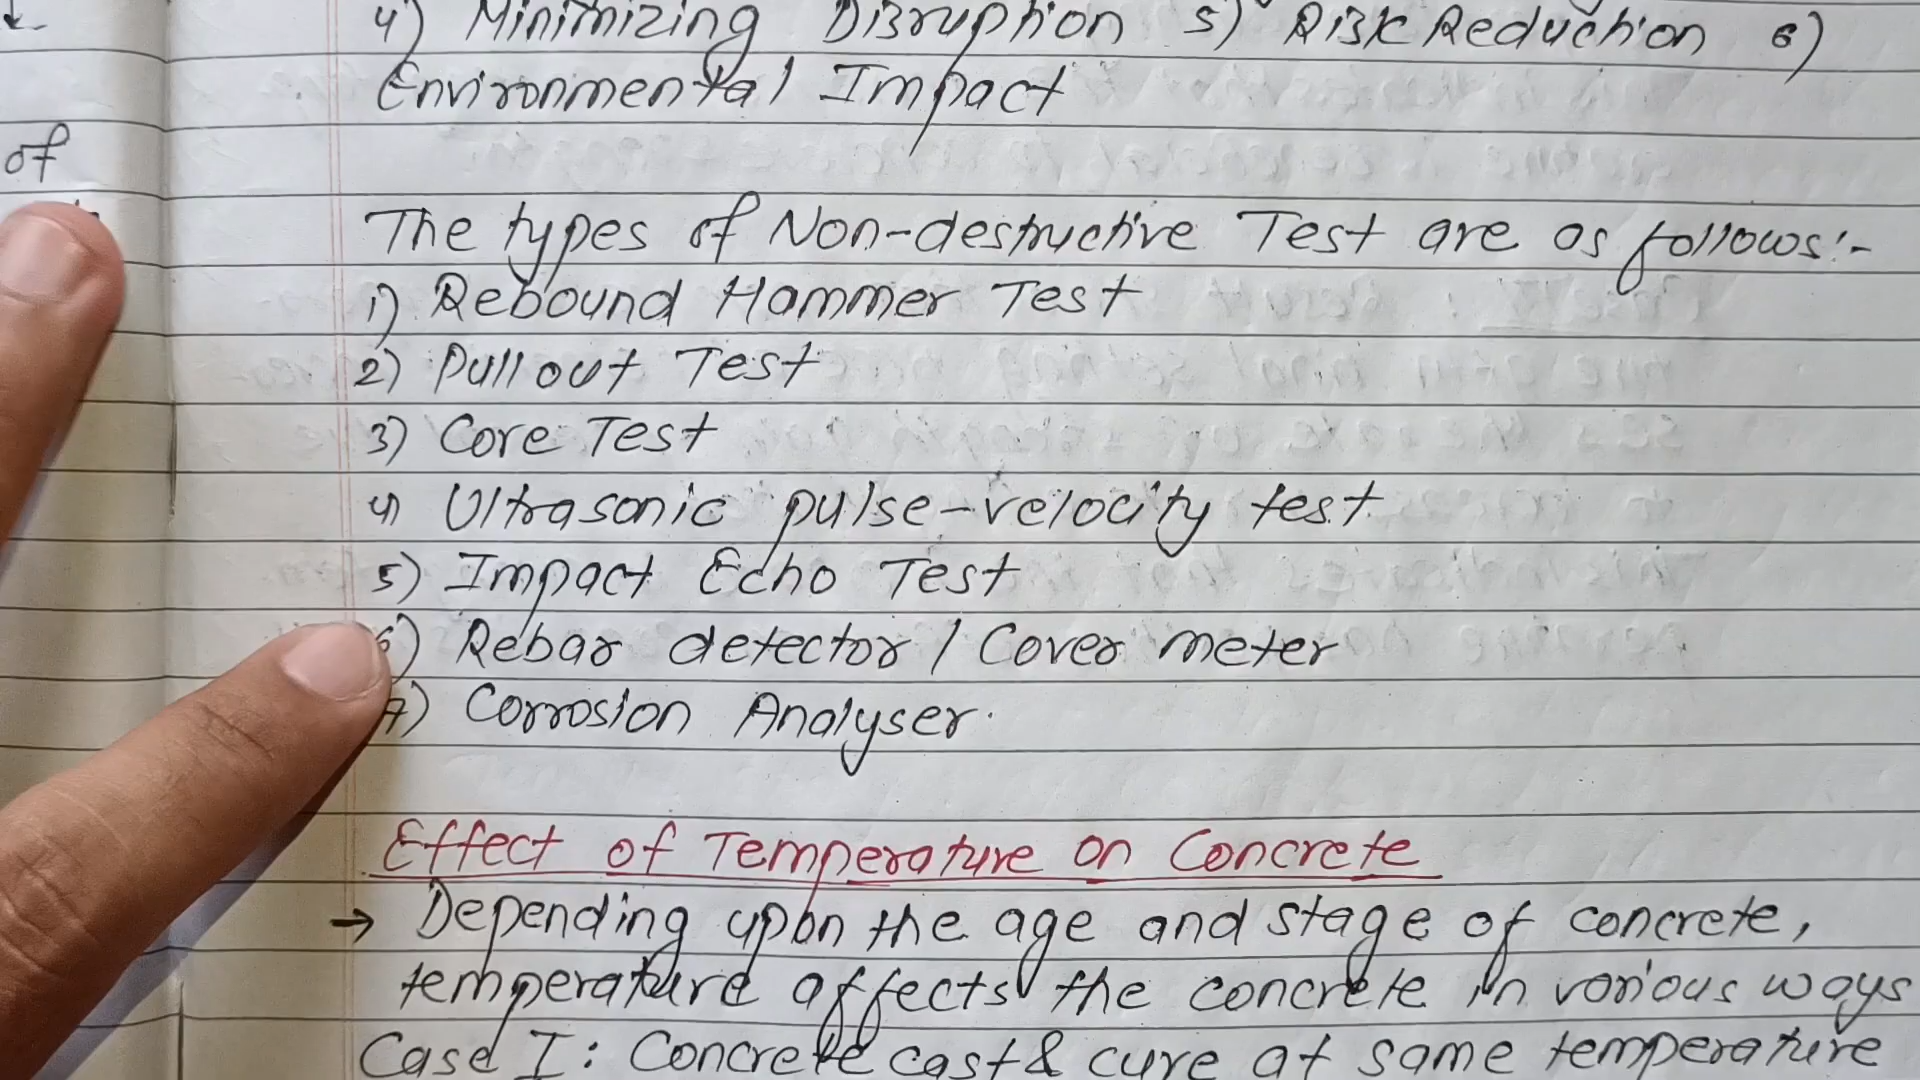 4) Minimizing Disruption 5) Risk Reduction 6)
Environmental Impact
of
The types of Non-destructive Test are as follows:-
1) Rebound Hammer Test
2) Pullout Test
3) Core Test
4) Ultrasonic pulse-velocity test
5) Impact Echo Test
6) Rebar detector / Cover meter
7) Corrosion Analyser.
Effect of Temperature on Concrete
→ Depending upon the age and stage of concrete,
temperature affects the concrete in various ways
Case I: Concrete cast & cure at same temperature